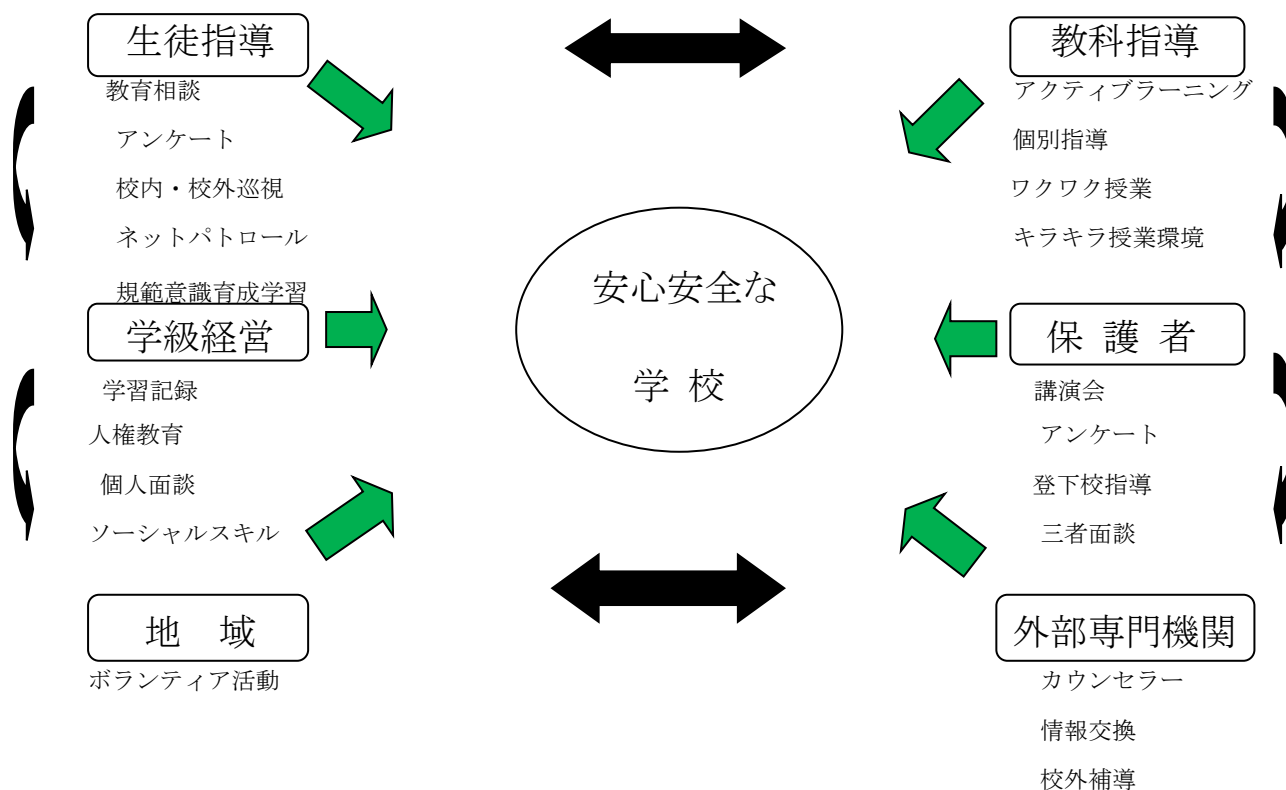 生徒指導
教育相談
アンケート
校内・校外巡視
ネットパトロール
規範意識育成学習
学級経営
学習記録
人権教育
個人面談
ソーシャルスキル
地　域
ボランティア活動
安心安全な
学 校
教科指導
アクティブラーニング
個別指導
ワクワク授業
キラキラ授業環境
保 護 者
講演会
アンケート
登下校指導
三者面談
外部専門機関
カウンセラー
情報交換
校外補導